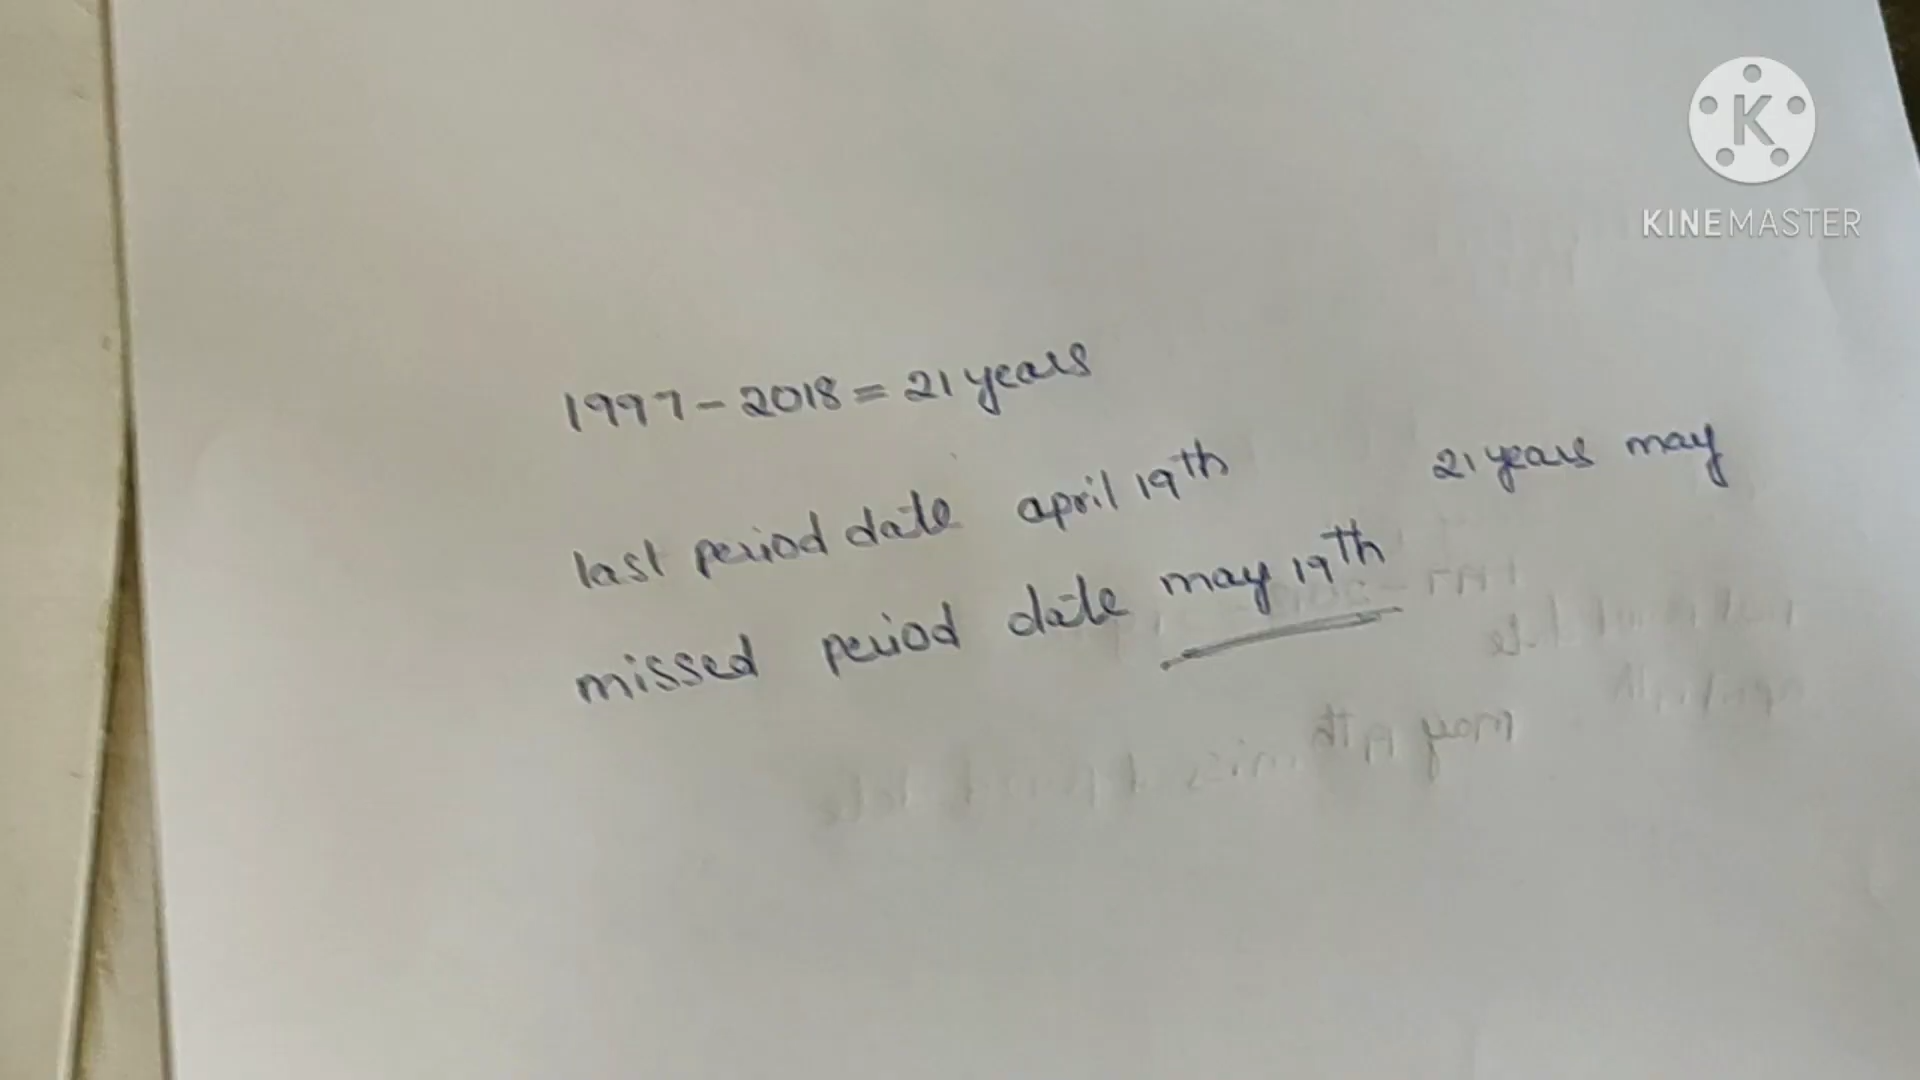 K
KINEMASTER
1997 - 2018 = 21 years
last period date april 19th 21 years may
missed period date may 19th